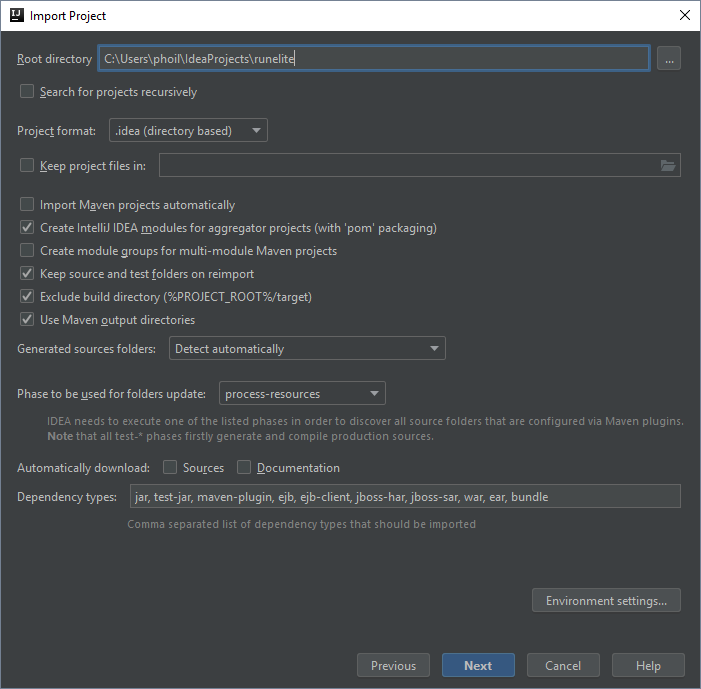 Import Project
Root directory C:\Users\phoil\IdeaProjects\runelite ...
Search for projects recursively
Project format: .idea (directory based)
Keep project files in:
Import Maven projects automatically
Create IntelliJ IDEA modules for aggregator projects (with 'pom' packaging)
Create module groups for multi-module Maven projects
Keep source and test folders on reimport
Exclude build directory (%PROJECT_ROOT%/target)
Use Maven output directories
Generated sources folders: Detect automatically
Phase to be used for folders update: process-resources
IDEA needs to execute one of the listed phases in order to discover all source folders that are configured via Maven plugins.
Note that all test-* phases firstly generate and compile production sources.
Automatically download: Sources Documentation
Dependency types: jar, test-jar, maven-plugin, ejb, ejb-client, jboss-har, jboss-sar, war, ear, bundle
Comma separated list of dependency types that should be imported
Environment settings...
Previous Next Cancel Help